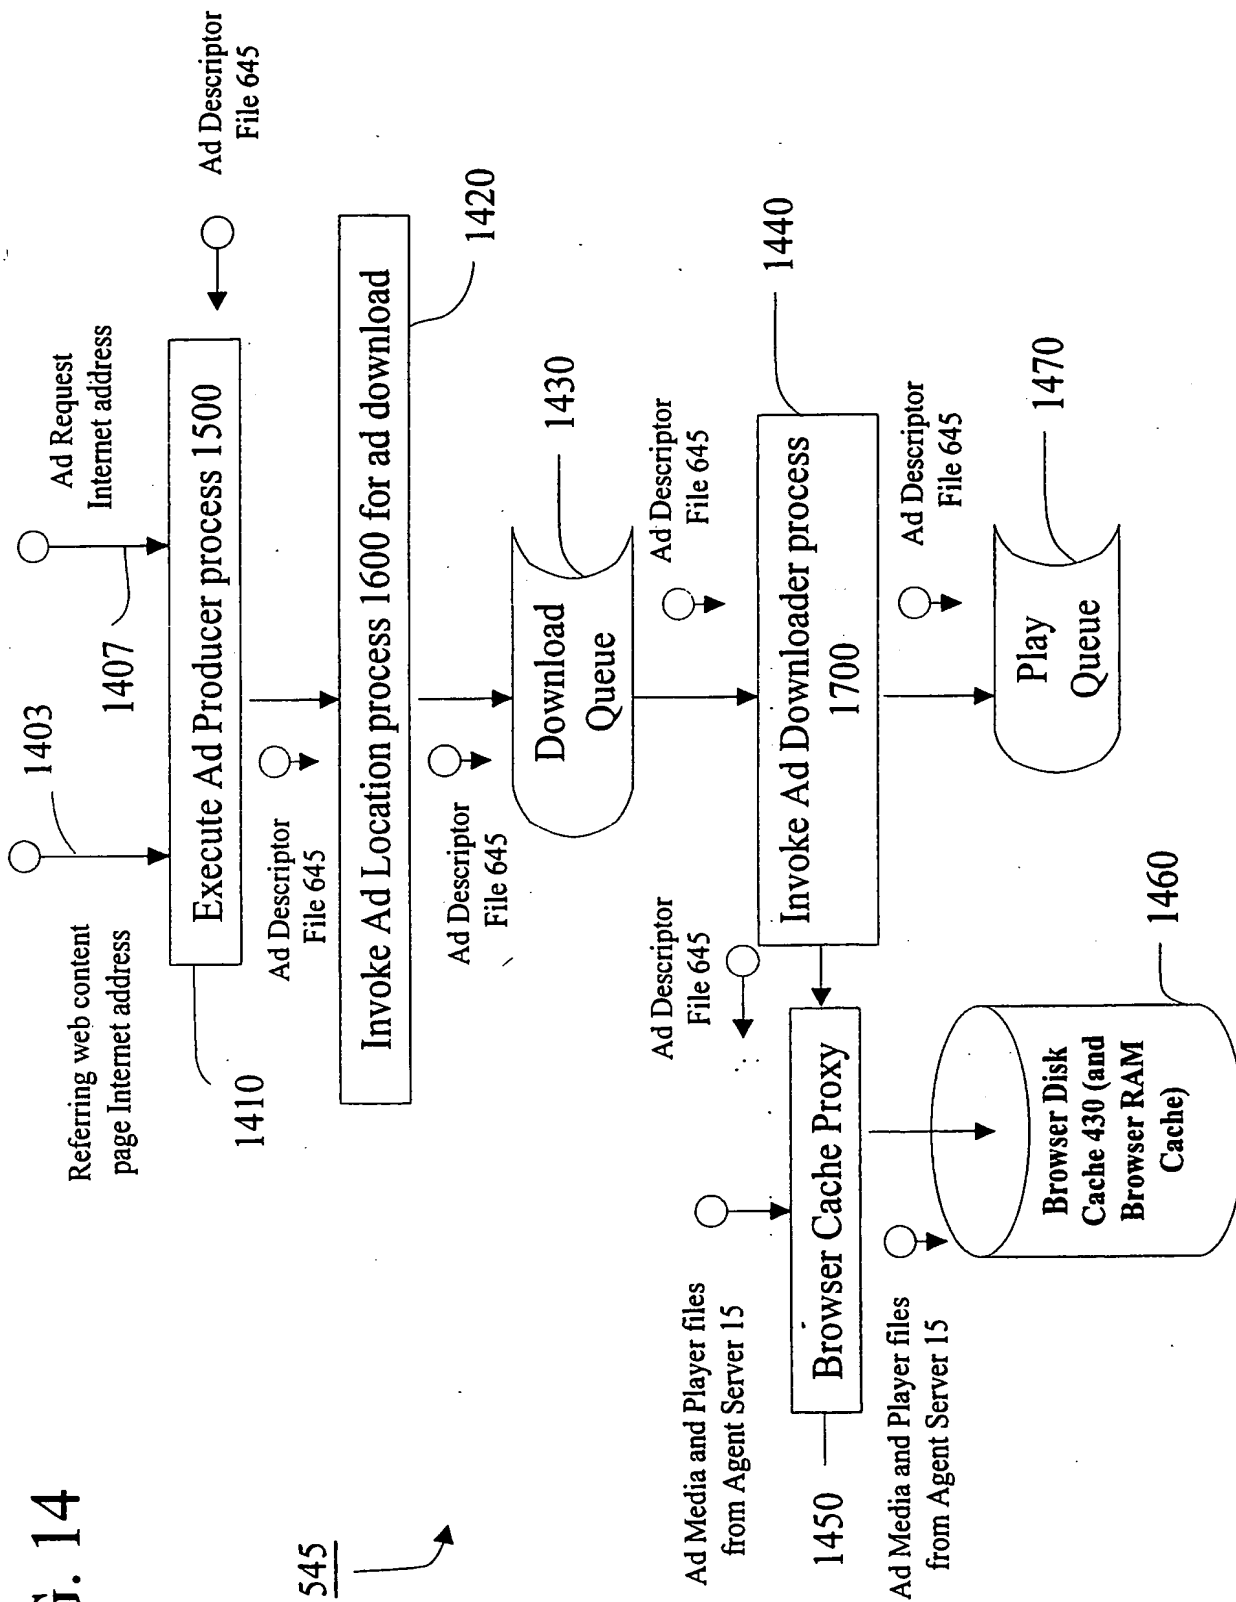 G. 14
545
Referring web content
page Internet address
1403
1407
Ad Request
Internet address
Ad Descriptor
File 645
Execute Ad Producer process 1500
1410
Ad Descriptor
File 645
Invoke Ad Location process 1600 for ad download
1420
Ad Descriptor
File 645
Download
Queue
1430
Ad Descriptor
File 645
Invoke Ad Downloader process
1700
1440
Ad Descriptor
File 645
Ad Descriptor
File 645
Play
Queue
1470
Ad Media and Player files
from Agent Server 15
Browser Cache Proxy
1450
Ad Media and Player files
from Agent Server 15
Browser Disk
Cache 430 (and
Browser RAM
Cache)
1460